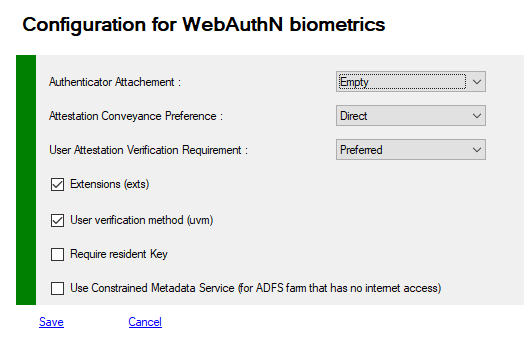 Configuration for WebAuthN biometrics
Authenticator Attachement : Empty
Attestation Conveyance Preference : Direct
User Attestation Verification Requirement : Preferred
Extensions (exts)
User verification method (uvm)
Require resident Key
Use Constrained Metadata Service (for ADFS farm that has no internet access)
Save Cancel